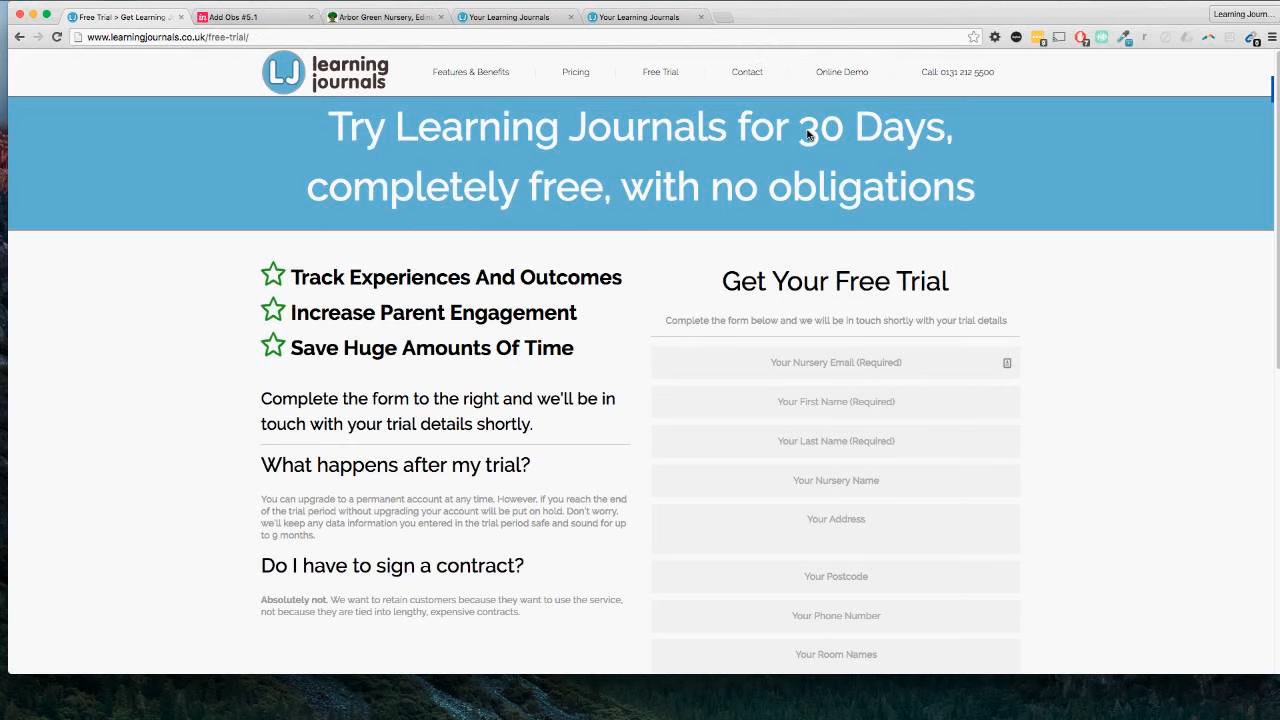 Free Trial > Get Learning J
Add Obs #5.1
Arbor Green Nursery, Edin
Your Learning Journals
Your Learning Journals
Learning Journ...
www.learningjournals.co.uk/free-trial/
LJ learning journals
Features & Benefits
Pricing
Free Trial
Contact
Online Demo
Call: 0131 212 5500
Try Learning Journals for 30 Days,
completely free, with no obligations
Track Experiences And Outcomes
Increase Parent Engagement
Save Huge Amounts Of Time
Complete the form to the right and we'll be in
touch with your trial details shortly.
What happens after my trial?
You can upgrade to a permanent account at any time. However, if you reach the end
of the trial period without upgrading your account will be put on hold. Don't worry,
we'll keep any data information you entered in the trial period safe and sound for up
to 9 months.
Do I have to sign a contract?
Absolutely not. We want to retain customers because they want to use the service,
not because they are tied into lengthy, expensive contracts.
Get Your Free Trial
Complete the form below and we will be in touch shortly with your trial details
Your Nursery Email (Required)
Your First Name (Required)
Your Last Name (Required)
Your Nursery Name
Your Address
Your Postcode
Your Phone Number
Your Room Names